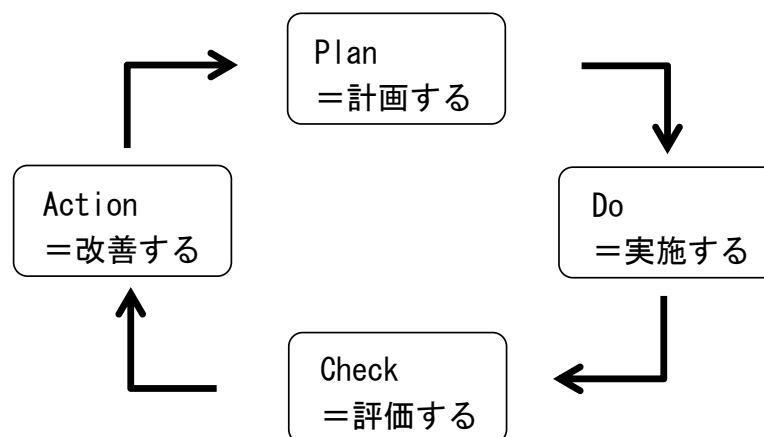 Plan
＝計画する
Do
＝実施する
Check
＝評価する
Action
＝改善する